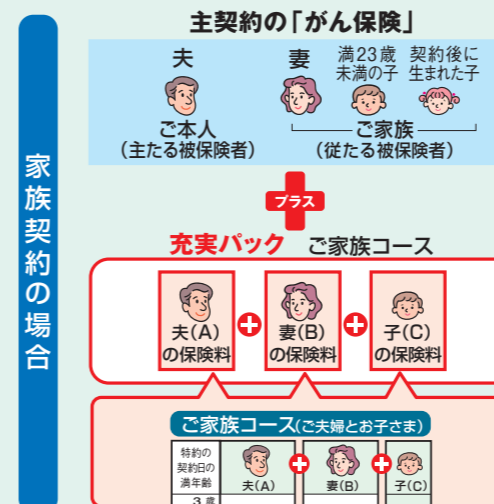 家族契約の場合
主契約の「がん保険」
夫
妻
満23歳
未満の子
契約後に
生まれた子
ご本人
(主たる被保険者)
ご家族
(従たる被保険者)
プラス
充実パック ご家族コース
夫(A)
の保険料
妻(B)
の保険料
子(C)
の保険料
ご家族コース(ご夫婦とお子さま)
特約の
契約日の
満年齢
夫(A)
妻(B)
子(C)
3歳